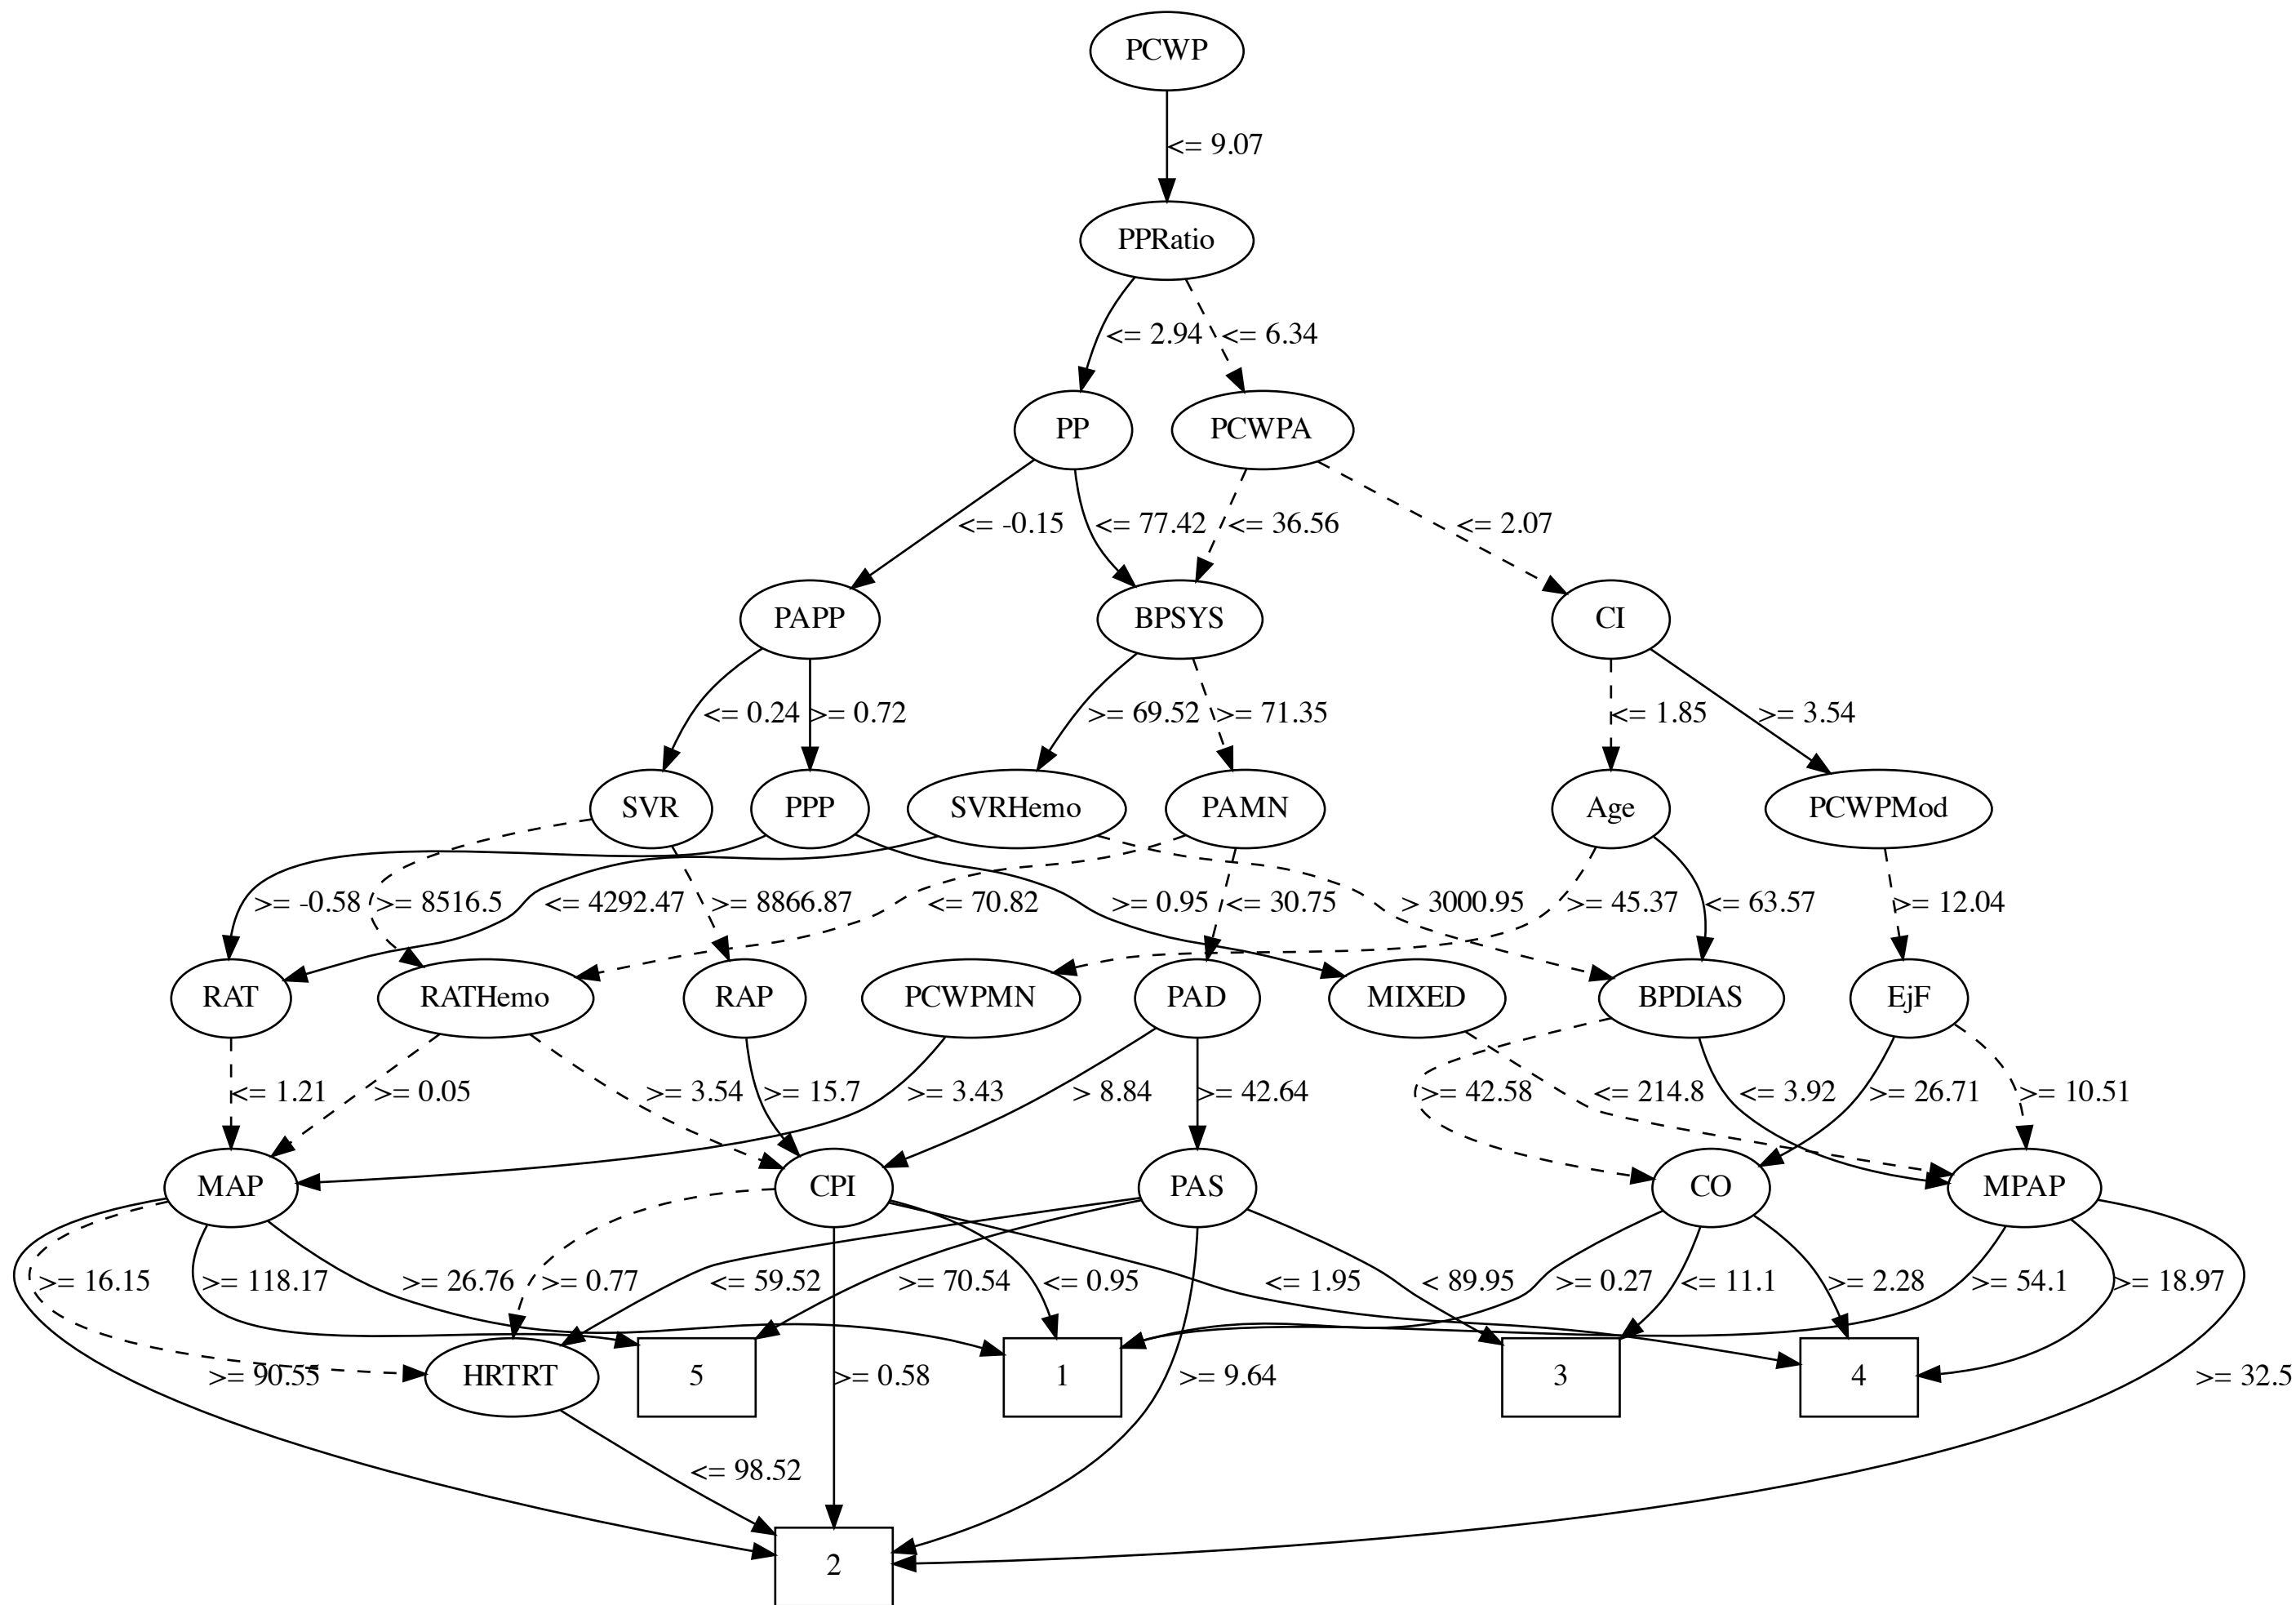 PCWP
<= 9.07
PPRatio
<= 2.94
<= 6.34
PP
PCWPA
<= -0.15
<= 77.42
<= 36.56
<= 2.07
PAPP
BPSYS
CI
<= 0.24
>= 0.72
>= 69.52
>= 71.35
<= 1.85
>= 3.54
SVR
PPP
SVRHemo
PAMN
Age
PCWPMod
>= -0.58
>= 8516.5
<= 4292.47
>= 8866.87
<= 70.82
>= 0.95
<= 30.75
> 3000.95
>= 45.37
<= 63.57
>= 12.04
RAT
RATHemo
RAP
PCWPMN
PAD
MIXED
BPDIAS
EjF
<= 1.21
>= 0.05
>= 3.54
>= 15.7
>= 3.43
> 8.84
>= 42.64
>= 42.58
<= 214.8
<= 3.92
>= 26.71
>= 10.51
MAP
CPI
PAS
CO
MPAP
>= 16.15
>= 118.17
>= 26.76
>= 0.77
<= 59.52
>= 70.54
<= 0.95
<= 1.95
< 89.95
>= 0.27
<= 11.1
>= 2.28
>= 54.1
>= 18.97
>= 90.55
HRTRT
5
1
3
4
>= 0.58
>= 9.64
>= 32.5
<= 98.52
2